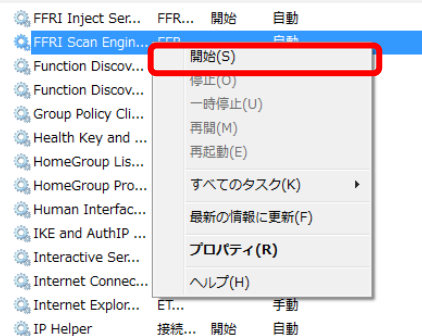 FFRI Inject Ser... FFR... 開始 自動
FFRI Scan Engin...
開始(S)
Function Discov...
停止(O)
Function Discov...
一時停止(U)
Group Policy Cli...
再開(M)
Health Key and ...
再起動(E)
HomeGroup Lis...
HomeGroup Pro...
すべてのタスク(K)
Human Interfac...
最新の情報に更新(F)
IKE and AuthIP ...
プロパティ(R)
Interactive Ser...
Internet Connec...
ヘルプ(H)
Internet Explor... ET... 手動
IP Helper 接続... 開始 自動